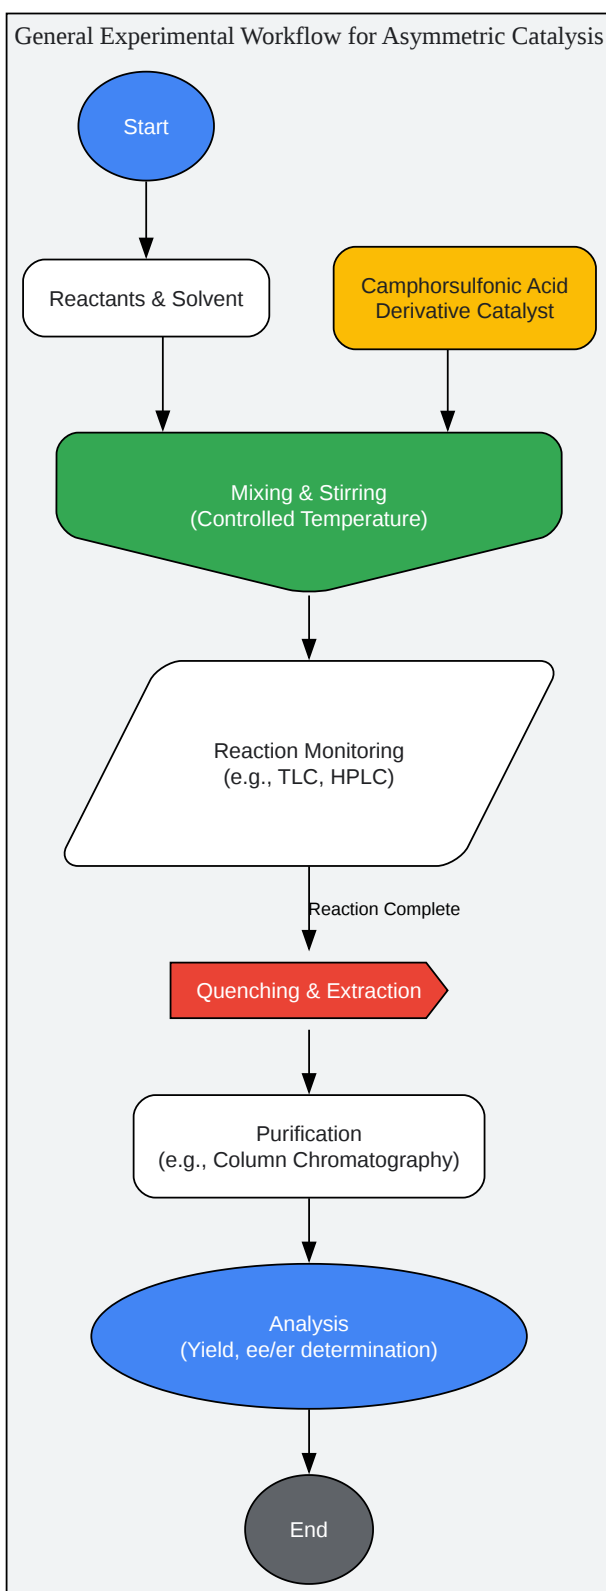 General Experimental Workflow for Asymmetric Catalysis
Start
Reactants & Solvent
Camphorsulfonic Acid
Derivative Catalyst
Mixing & Stirring
(Controlled Temperature)
Reaction Monitoring
(e.g., TLC, HPLC)
Reaction Complete
Quenching & Extraction
Purification
(e.g., Column Chromatography)
Analysis
(Yield, ee/er determination)
End